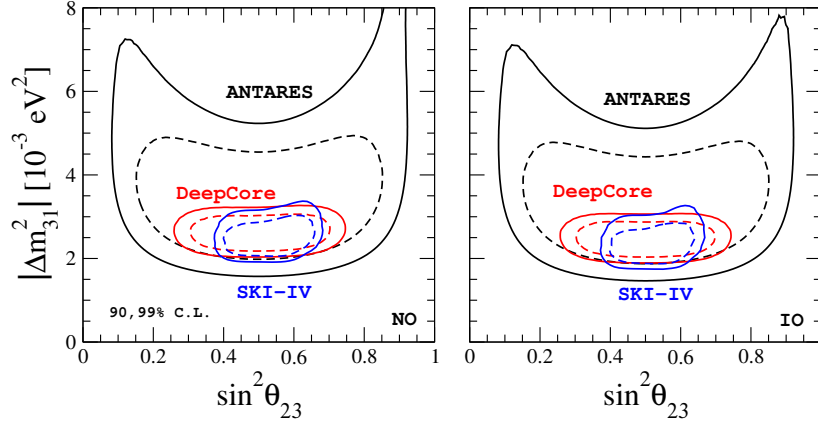 |Δm²₃₁| [10⁻³ eV²]
8
6
4
2
0
ANTARES
DeepCore
SKI-IV
90,99% C.L.
NO
0 0.2 0.4 0.6 0.8 1
sin²θ₂₃
ANTARES
DeepCore
SKI-IV
IO
0.2 0.4 0.6 0.8
sin²θ₂₃